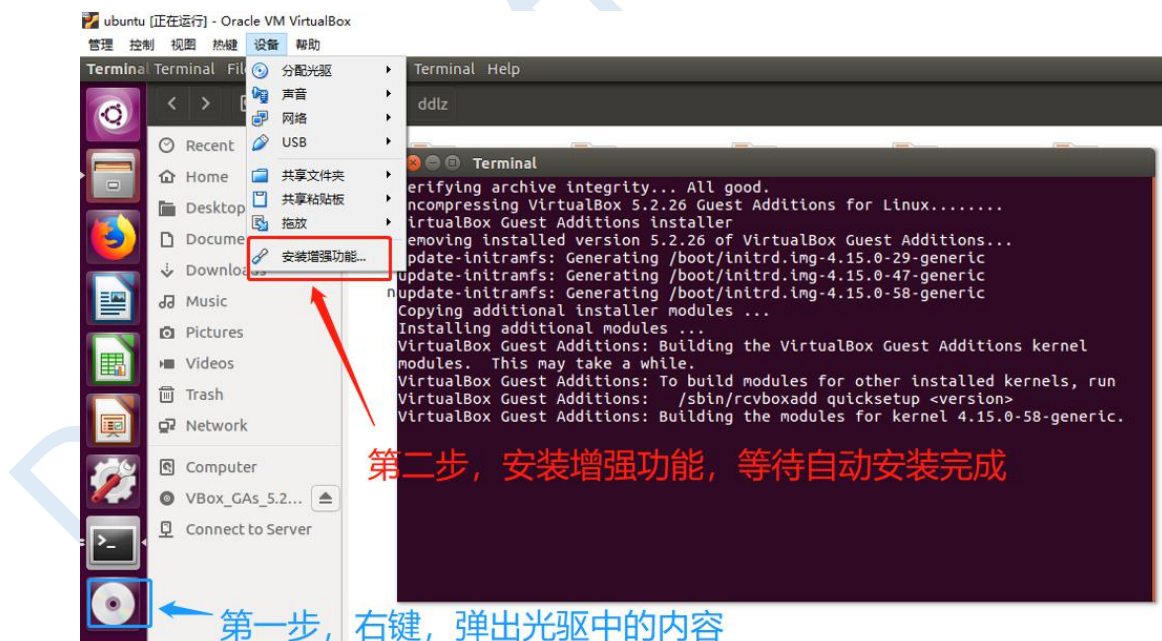 ubuntu [正在运行] - Oracle VM VirtualBox
管理 控制 视图 热键 设备 帮助
Terminal Terminal Fil Terminal Help
分配光驱
声音
网络
USB
共享文件夹
共享粘贴板
拖放
安装增强功能...
ddlz
Recent
Home
Desktop
Docume
Downloads
Music
Pictures
Videos
Trash
Network
Computer
VBox_GAs_5.2...
Connect to Server
Terminal
erifying archive integrity... All good.
ncompressing VirtualBox 5.2.26 Guest Additions for Linux........
irtualBox Guest Additions installer
emoving installed version 5.2.26 of VirtualBox Guest Additions...
update-initramfs: Generating /boot/initrd.img-4.15.0-29-generic
update-initramfs: Generating /boot/initrd.img-4.15.0-47-generic
update-initramfs: Generating /boot/initrd.img-4.15.0-58-generic
Copying additional installer modules ...
Installing additional modules ...
VirtualBox Guest Additions: Building the VirtualBox Guest Additions kernel
modules. This may take a while.
VirtualBox Guest Additions: To build modules for other installed kernels, run
VirtualBox Guest Additions: /sbin/rcvboxadd quicksetup <version>
VirtualBox Guest Additions: Building the modules for kernel 4.15.0-58-generic.
第二步，安装增强功能，等待自动安装完成
第一步，右键，弹出光驱中的内容